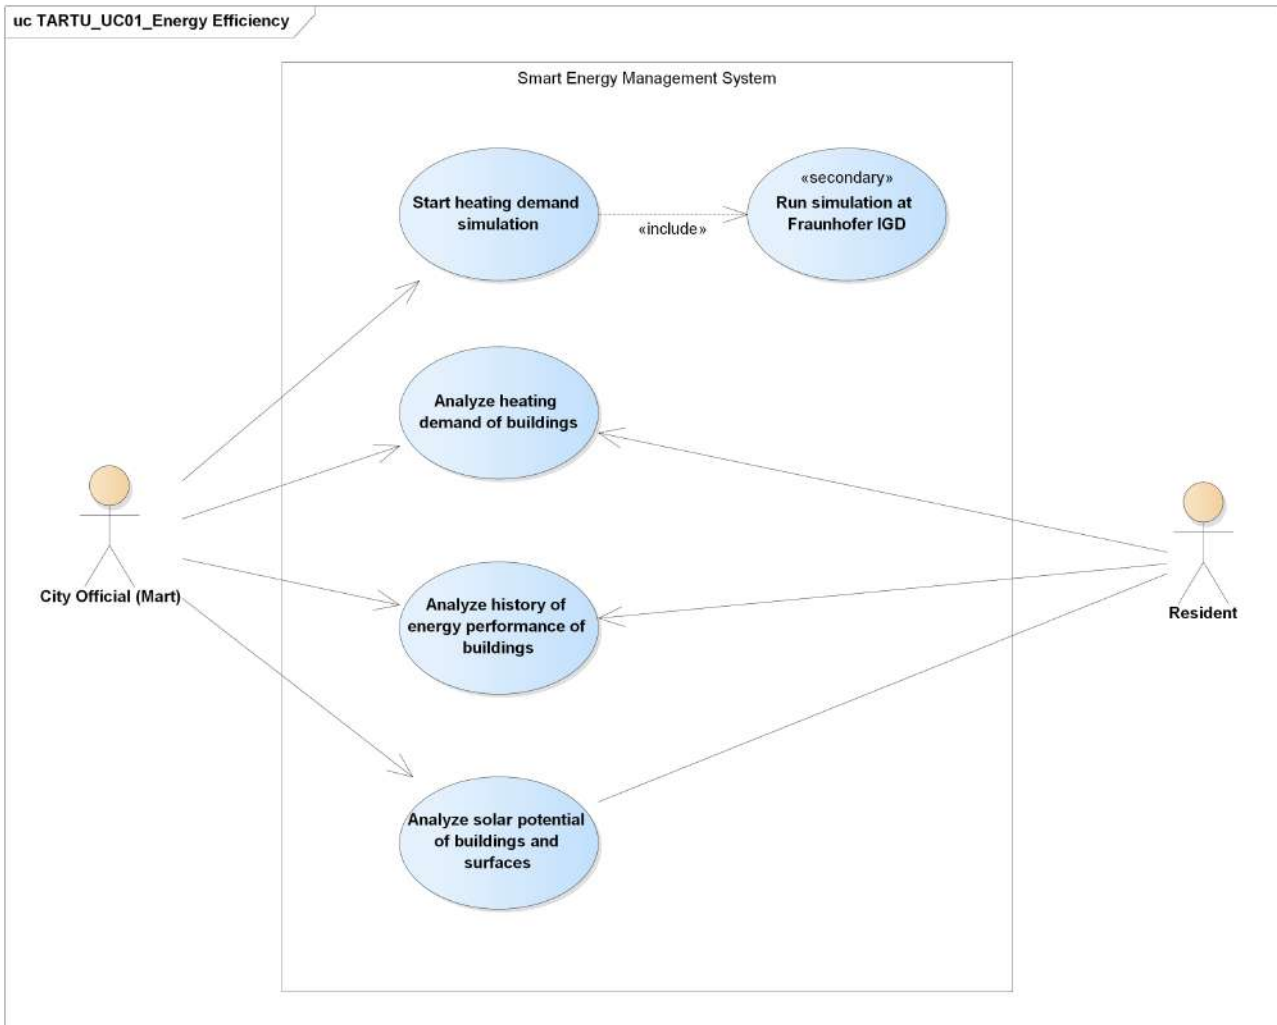 uc TARTU_UC01_Energy Efficiency
Smart Energy Management System
Start heating demand
simulation
«include»
«secondary»
Run simulation at
Fraunhofer IGD
Analyze heating
demand of buildings
City Official (Mart)
Analyze history of
energy performance of
buildings
Resident
Analyze solar potential
of buildings and
surfaces